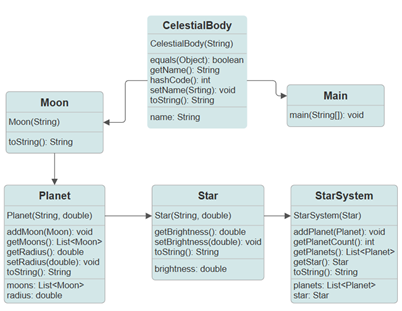 CelestialBody
CelestialBody(String)
equals(Object): boolean
getName(): String
hashCode(): int
setName(Srting): void
toString(): String
name: String
Moon
Moon(String)
toString(): String
Main
main(String[]): void
Planet
Planet(String, double)
addMoon(Moon): void
getMoons(): List<Moon>
getRadius(): double
setRadius(double): void
toString(): String
moons: List<Moon>
radius: double
Star
Star(String, double)
getBrightness(): double
setBrightness(double): void
toString(): String
brightness: double
StarSystem
StarSystem(Star)
addPlanet(Planet): void
getPlanetCount(): int
getPlanets(): List<Planet>
getStar(): Star
toString(): String
planets: List<Planet>
star: Star